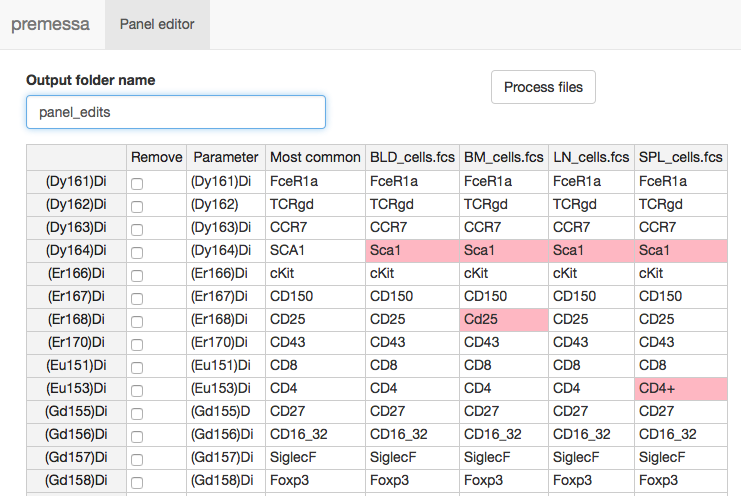 premessa Panel editor
Output folder name
Process files
panel_edits
Remove Parameter Most common BLD_cells.fcs BM_cells.fcs LN_cells.fcs SPL_cells.fcs
(Dy161)Di (Dy161)Di FceR1a FceR1a FceR1a FceR1a FceR1a
(Dy162)Di (Dy162) TCRgd TCRgd TCRgd TCRgd TCRgd
(Dy163)Di (Dy163)Di CCR7 CCR7 CCR7 CCR7 CCR7
(Dy164)Di (Dy164)Di SCA1 Sca1 Sca1 Sca1 Sca1
(Er166)Di (Er166)Di cKit cKit cKit cKit cKit
(Er167)Di (Er167)Di CD150 CD150 CD150 CD150 CD150
(Er168)Di (Er168)Di CD25 CD25 Cd25 CD25 CD25
(Er170)Di (Er170)Di CD43 CD43 CD43 CD43 CD43
(Eu151)Di (Eu151)Di CD8 CD8 CD8 CD8 CD8
(Eu153)Di (Eu153)Di CD4 CD4 CD4 CD4 CD4+
(Gd155)Di (Gd155)D CD27 CD27 CD27 CD27 CD27
(Gd156)Di (Gd156)Di CD16_32 CD16_32 CD16_32 CD16_32 CD16_32
(Gd157)Di (Gd157)Di SiglecF SiglecF SiglecF SiglecF SiglecF
(Gd158)Di (Gd158)Di Foxp3 Foxp3 Foxp3 Foxp3 Foxp3